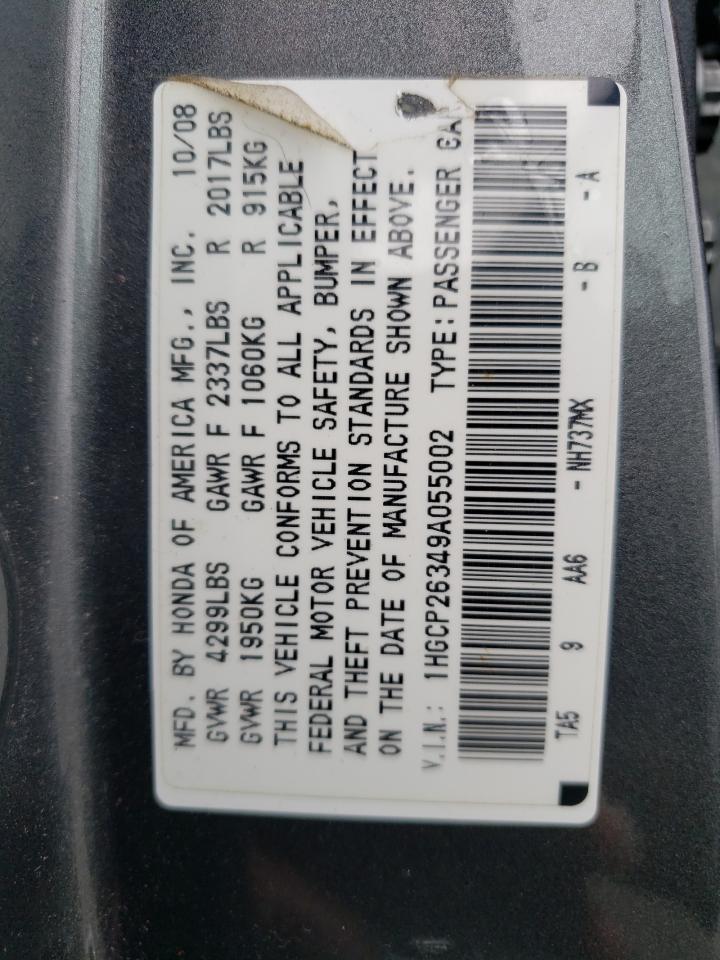 MFD. BY HONDA OF AMERICA MFG., INC. 10/08
GVWR 4299LBS GAWR F 2337LBS R 2017LBS
GVWR 1950KG GAWR F 1060KG R 915KG
THIS VEHICLE CONFORMS TO ALL APPLICABLE
FEDERAL MOTOR VEHICLE SAFETY, BUMPER,
AND THEFT PREVENTION STANDARDS IN EFFECT
ON THE DATE OF MANUFACTURE SHOWN ABOVE.
V.I.N.: 1HGCP26349A055002 TYPE: PASSENGER CA
TA5 9 AA6 - NH737MX - B - A